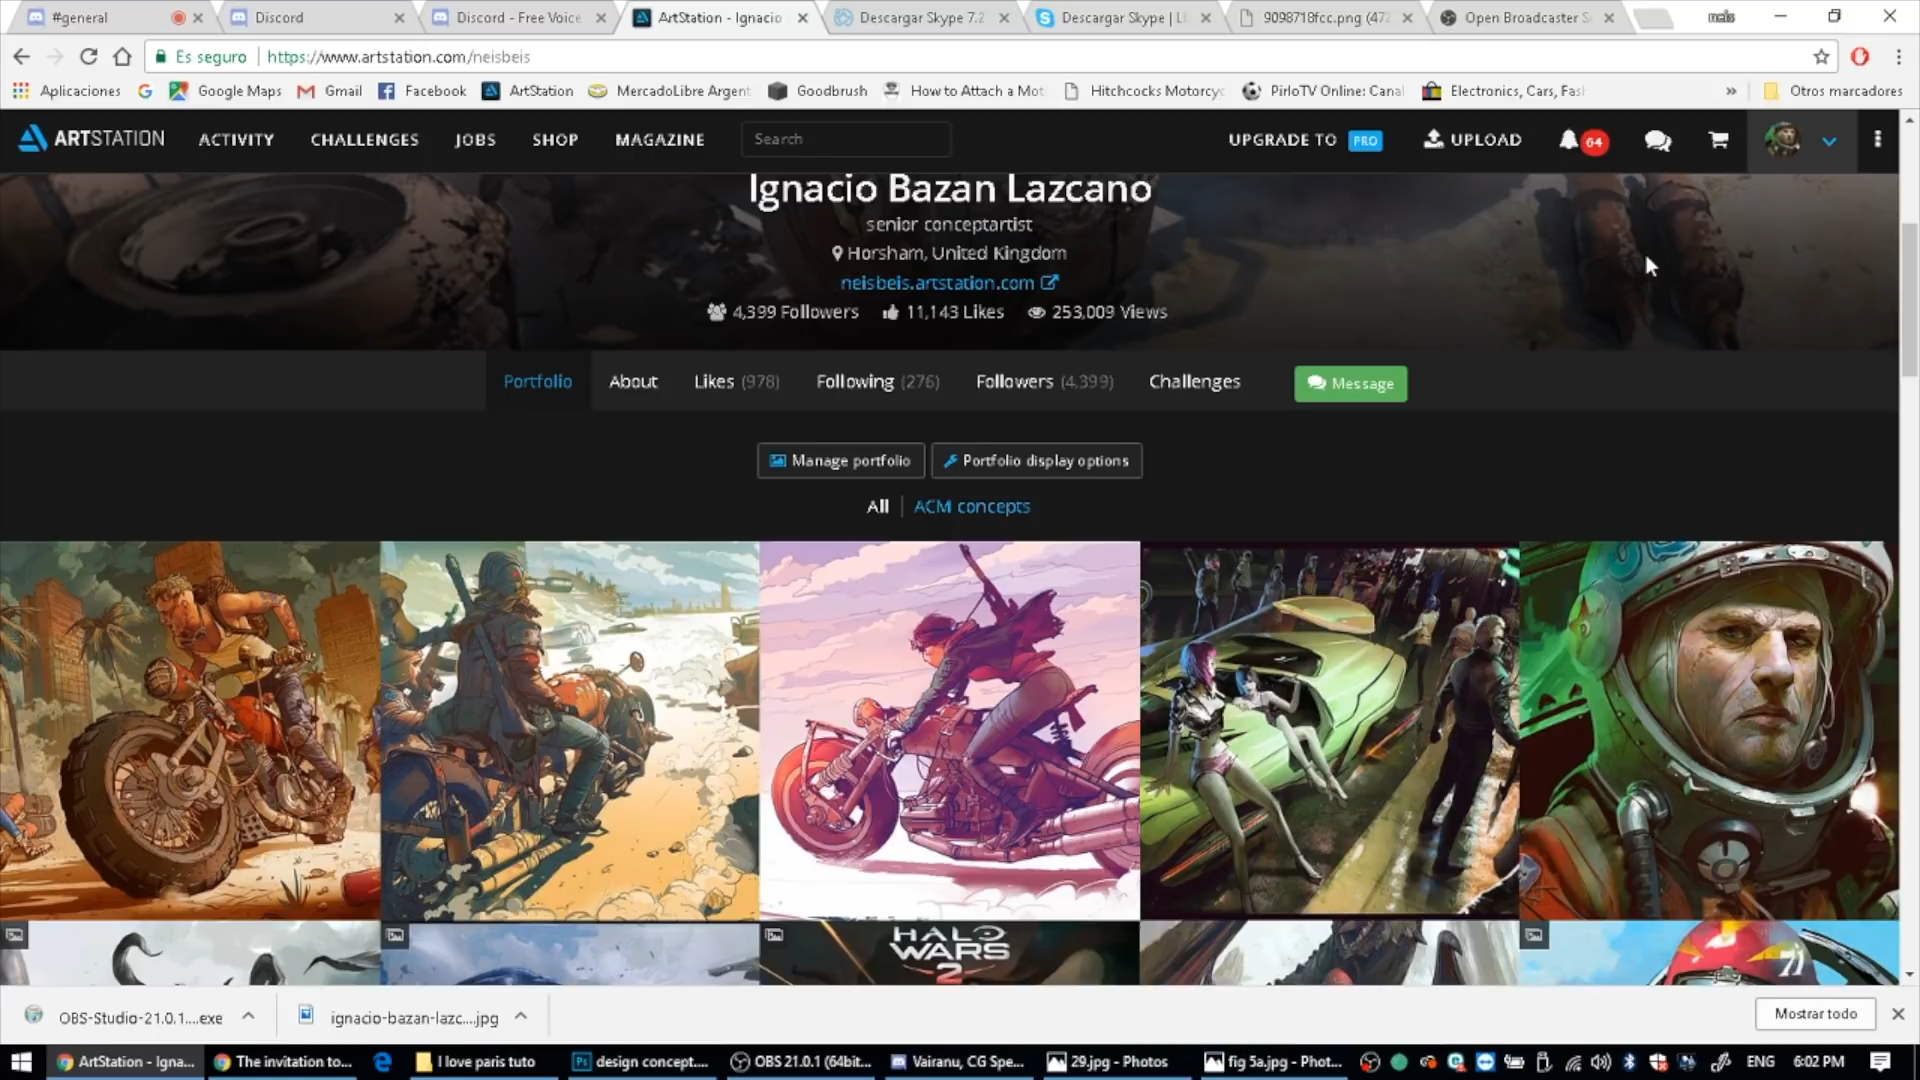 #general
Discord
Discord - Free Voice
ArtStation - Ignacio
Descargar Skype 7.2
Descargar Skype | Li
9098718fcc.png (472
Open Broadcaster S
mais
Es seguro
https://www.artstation.com/neisbeis
Aplicaciones
Google Maps
Gmail
Facebook
ArtStation
MercadoLibre Argent
Goodbrush
How to Attach a Mot
Hitchcocks Motorcyc
PirloTV Online: Canal
Electronics, Cars, Fash
»
Otros marcadores
ARTSTATION
ACTIVITY
CHALLENGES
JOBS
SHOP
MAGAZINE
Search
UPGRADE TO PRO
UPLOAD
64
Ignacio Bazan Lazcano
senior conceptartist
Horsham, United Kingdom
neisbeis.artstation.com
4,399 Followers 11,143 Likes 253,009 Views
Portfolio
About
Likes (978)
Following (276)
Followers (4.399)
Challenges
Message
Manage portfolio
Portfolio display options
All | ACM concepts
HALO WARS 2
71
OBS-Studio-21.0.1....exe
ignacio-bazan-lazc....jpg
Mostrar todo
ArtStation - Igna...
The invitation to...
I love paris tuto
design concept....
OBS 21.0.1 (64bit...
Vairanu, CG Spe...
29.jpg - Photos
fig 5a.jpg - Phot...
ENG
6:02 PM